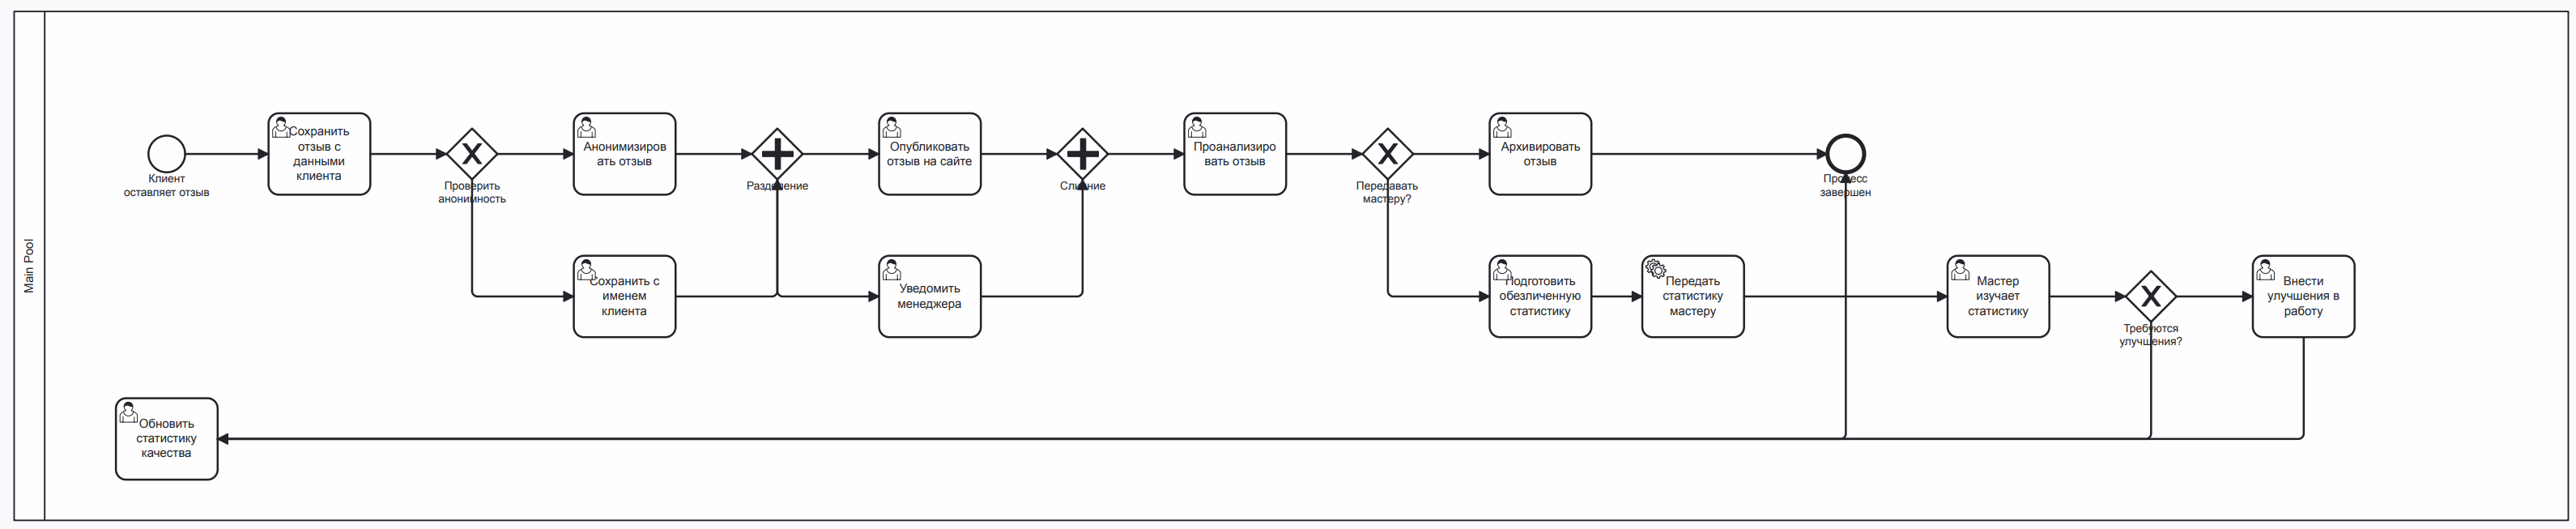 Main Pool
Клиент
оставляет отзыв
Сохранить
отзыв с
данными
клиента
Проверить
анонимность
Анонимизиров
ать отзыв
Сохранить с
именем
клиента
Разделение
Опубликовать
отзыв на сайте
Уведомить
менеджера
Слияние
Проанализиро
вать отзыв
Передавать
мастеру?
Архивировать
отзыв
Подготовить
обезличенную
статистику
Передать
статистику
мастеру
Процесс
завершен
Мастер
изучает
статистику
Требуются
улучшения?
Внести
улучшения в
работу
Обновить
статистику
качества